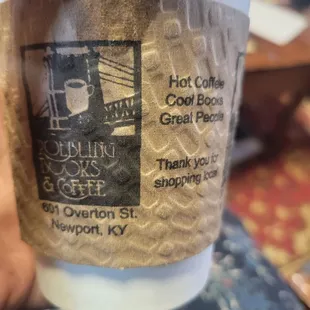 ROEBLING
BOOKS
& COFFEE
601 Overton St.
Newport, KY
Hot Coffee
Cool Books
Great People
Thank you for
shopping local